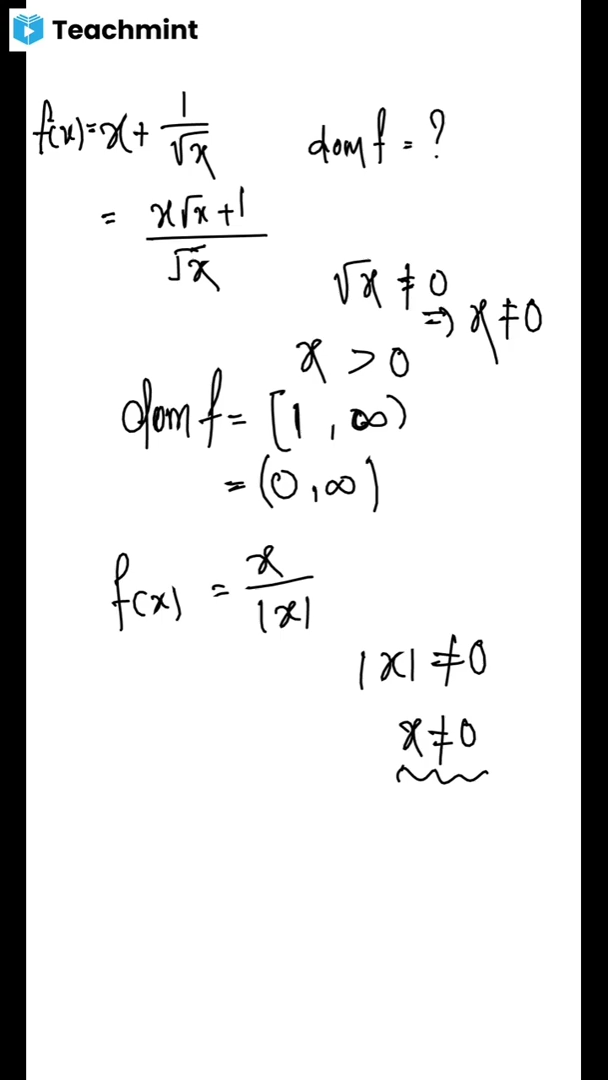 Teachmint
f(x)=x+ 1/√x    dom f = ?
= x√x+1/√x
√x ≠ 0
⇒ x ≠ 0
x > 0
dom f = [1, ∞)
= (0, ∞)
f(x) = x/|x|
|x| ≠ 0
x ≠ 0